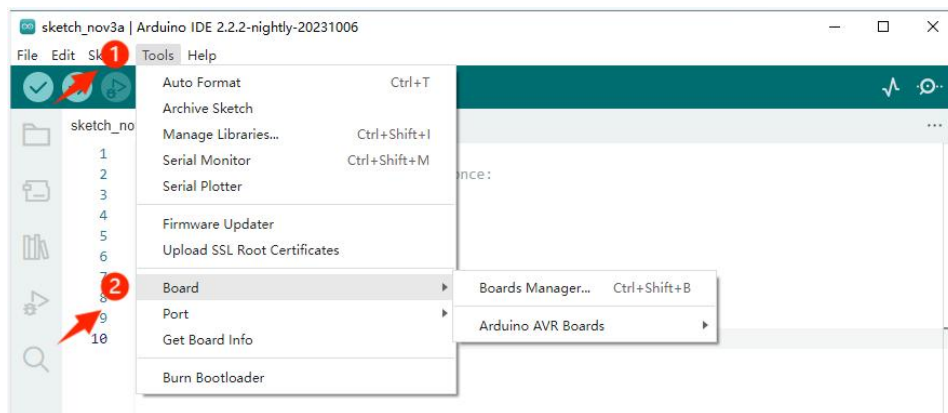 sketch_nov3a | Arduino IDE 2.2.2-nightly-20231006
File Edit Sk 1 Tools Help
Auto Format Ctrl+T
Archive Sketch
sketch_no
Manage Libraries... Ctrl+Shift+I
1
Serial Monitor Ctrl+Shift+M
2 once:
Serial Plotter
3
4
Firmware Updater
5
Upload SSL Root Certificates
6
7
2
Board Boards Manager... Ctrl+Shift+B
8
Port
9
Arduino AVR Boards
10
Get Board Info
Burn Bootloader